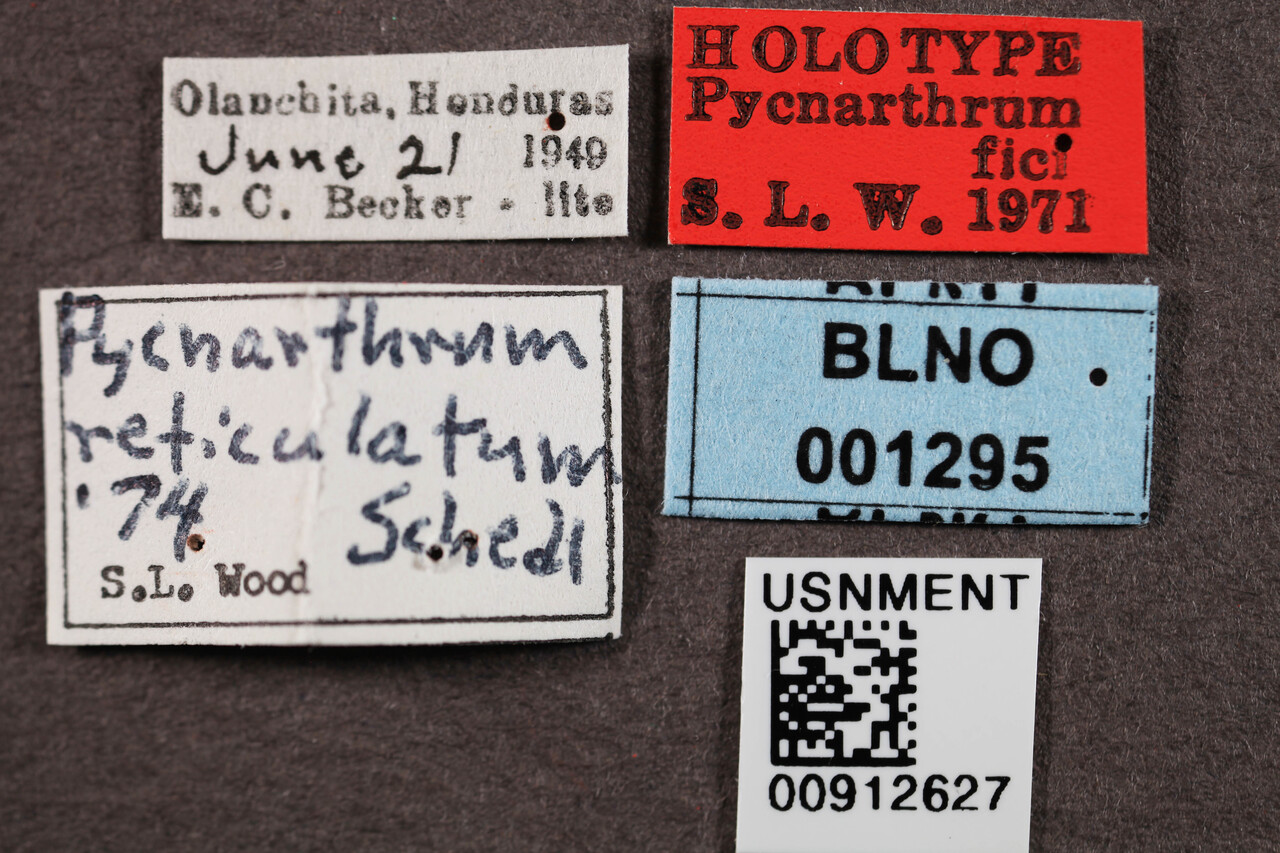 Olanchita, Honduras
June 21 1949
E. C. Becker - lite
HOLOTYPE
Pycnarthrum
fici
S. L. W. 1971
Pycnarthrum
reticulatum
'74 Schedl
S.L. Wood
BLNO
001295
USNMENT
00912627